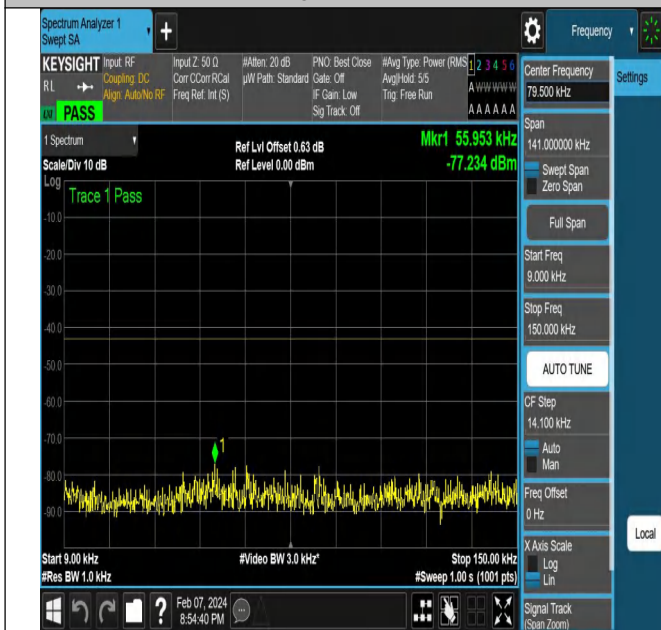 Spectrum Analyzer 1
Swept SA
+
Frequency
KEYSIGHT
R L
PASS
Input: RF
Coupling: DC
Align: Auto/No RF
Input Z: 50 Ω
Corr CCorr RCal
Freq Ref: Int (S)
#Atten: 20 dB
µW Path: Standard
PNO: Best Close
Gate: Off
IF Gain: Low
Sig Track: Off
#Avg Type: Power (RMS)
Avg|Hold: 5/5
Trig: Free Run
1 2 3 4 5 6
A W W W W W
A A A A A A
1 Spectrum
Scale/Div 10 dB
Ref Lvl Offset 0.63 dB
Ref Level 0.00 dBm
Mkr1 55.953 kHz
-77.234 dBm
Log
Trace 1 Pass
-10.0
-20.0
-30.0
-40.0
-50.0
-60.0
-70.0
-80.0
-90.0
1
Start 9.00 kHz
#Res BW 1.0 kHz
#Video BW 3.0 kHz*
Stop 150.00 kHz
#Sweep 1.00 s (1001 pts)
Feb 07, 2024
8:54:40 PM
Center Frequency
79.500 kHz
Settings
Span
141.000000 kHz
Swept Span
Zero Span
Full Span
Start Freq
9.000 kHz
Stop Freq
150.000 kHz
AUTO TUNE
CF Step
14.100 kHz
Auto
Man
Freq Offset
0 Hz
X Axis Scale
Log
Lin
Signal Track
(Span Zoom)
Local